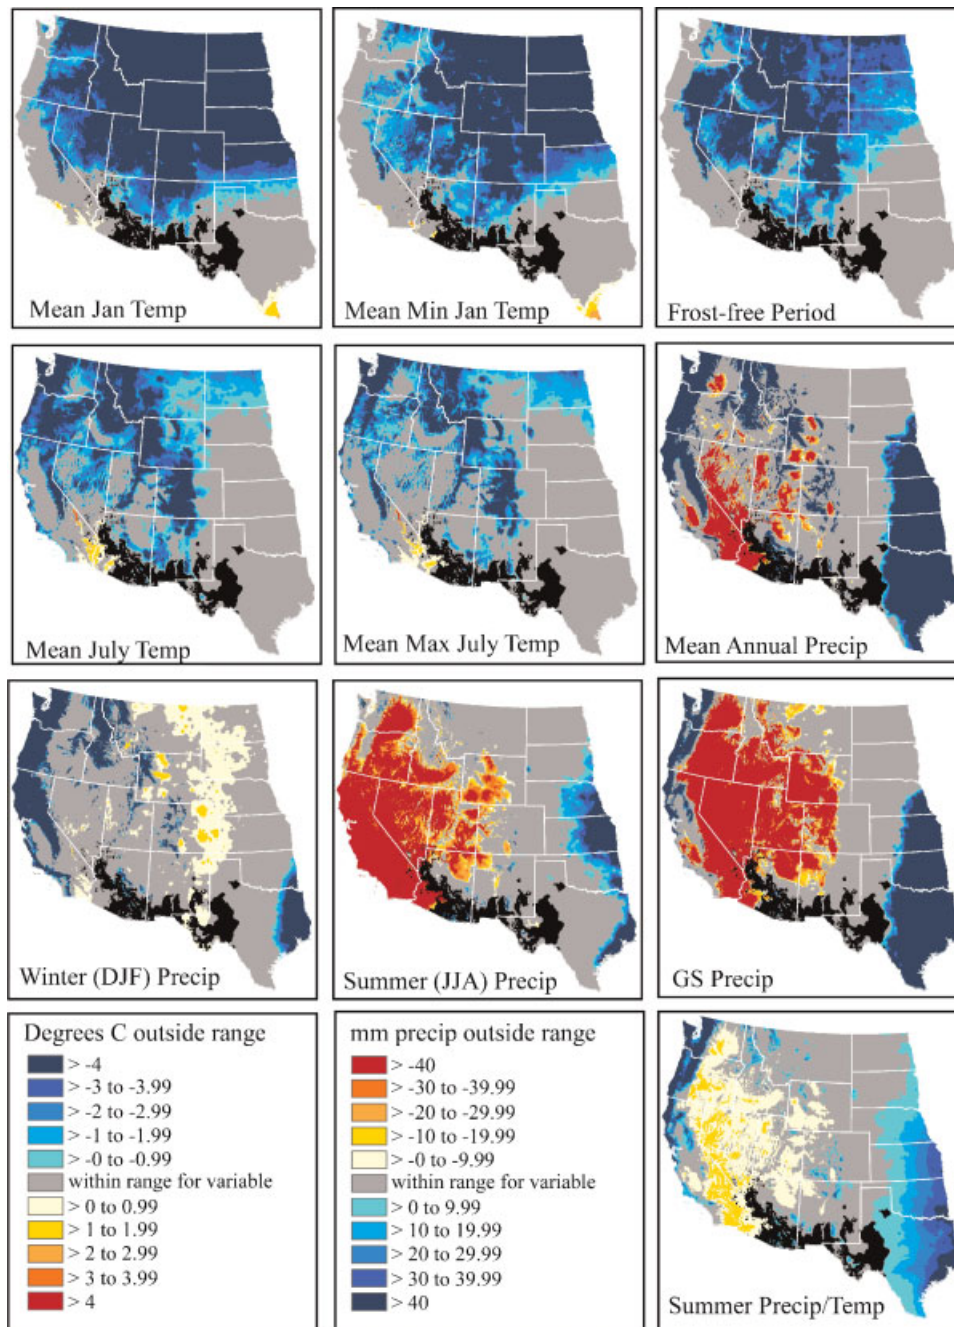 Mean Jan Temp
Mean Min Jan Temp
Frost-free Period
Mean July Temp
Mean Max July Temp
Mean Annual Precip
Winter (DJF) Precip
Summer (JJA) Precip
GS Precip
Degrees C outside range
> -4
> -3 to -3.99
> -2 to -2.99
> -1 to -1.99
> -0 to -0.99
within range for variable
> 0 to 0.99
> 1 to 1.99
> 2 to 2.99
> 3 to 3.99
> 4
mm precip outside range
> -40
> -30 to -39.99
> -20 to -29.99
> -10 to -19.99
> -0 to -9.99
within range for variable
> 0 to 9.99
> 10 to 19.99
> 20 to 29.99
> 30 to 39.99
> 40
Summer Precip/Temp